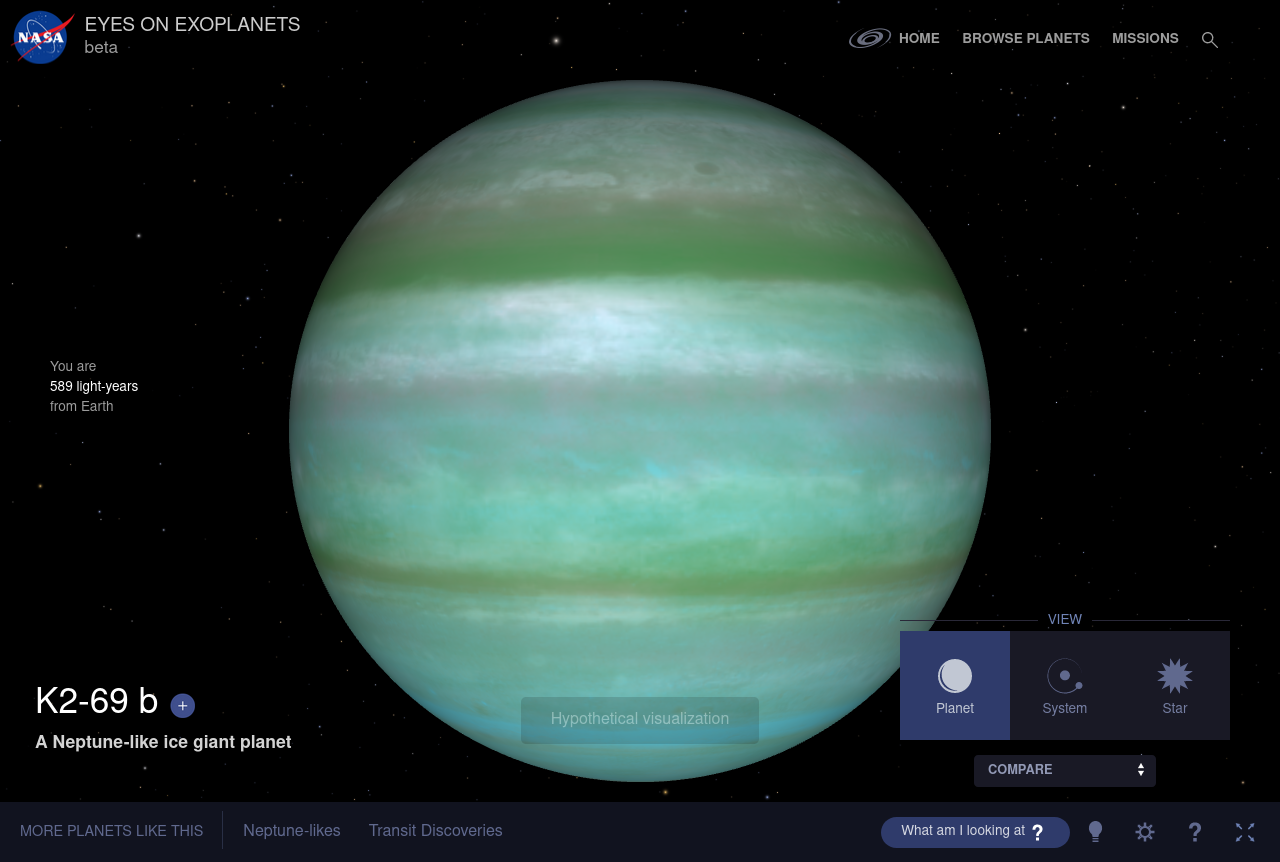 NASA
EYES ON EXOPLANETS
beta
HOME
BROWSE PLANETS
MISSIONS
You are
589 light-years
from Earth
VIEW
Planet
System
Star
K2-69 b +
A Neptune-like ice giant planet
Hypothetical visualization
COMPARE
MORE PLANETS LIKE THIS
Neptune-likes
Transit Discoveries
What am I looking at ?
?